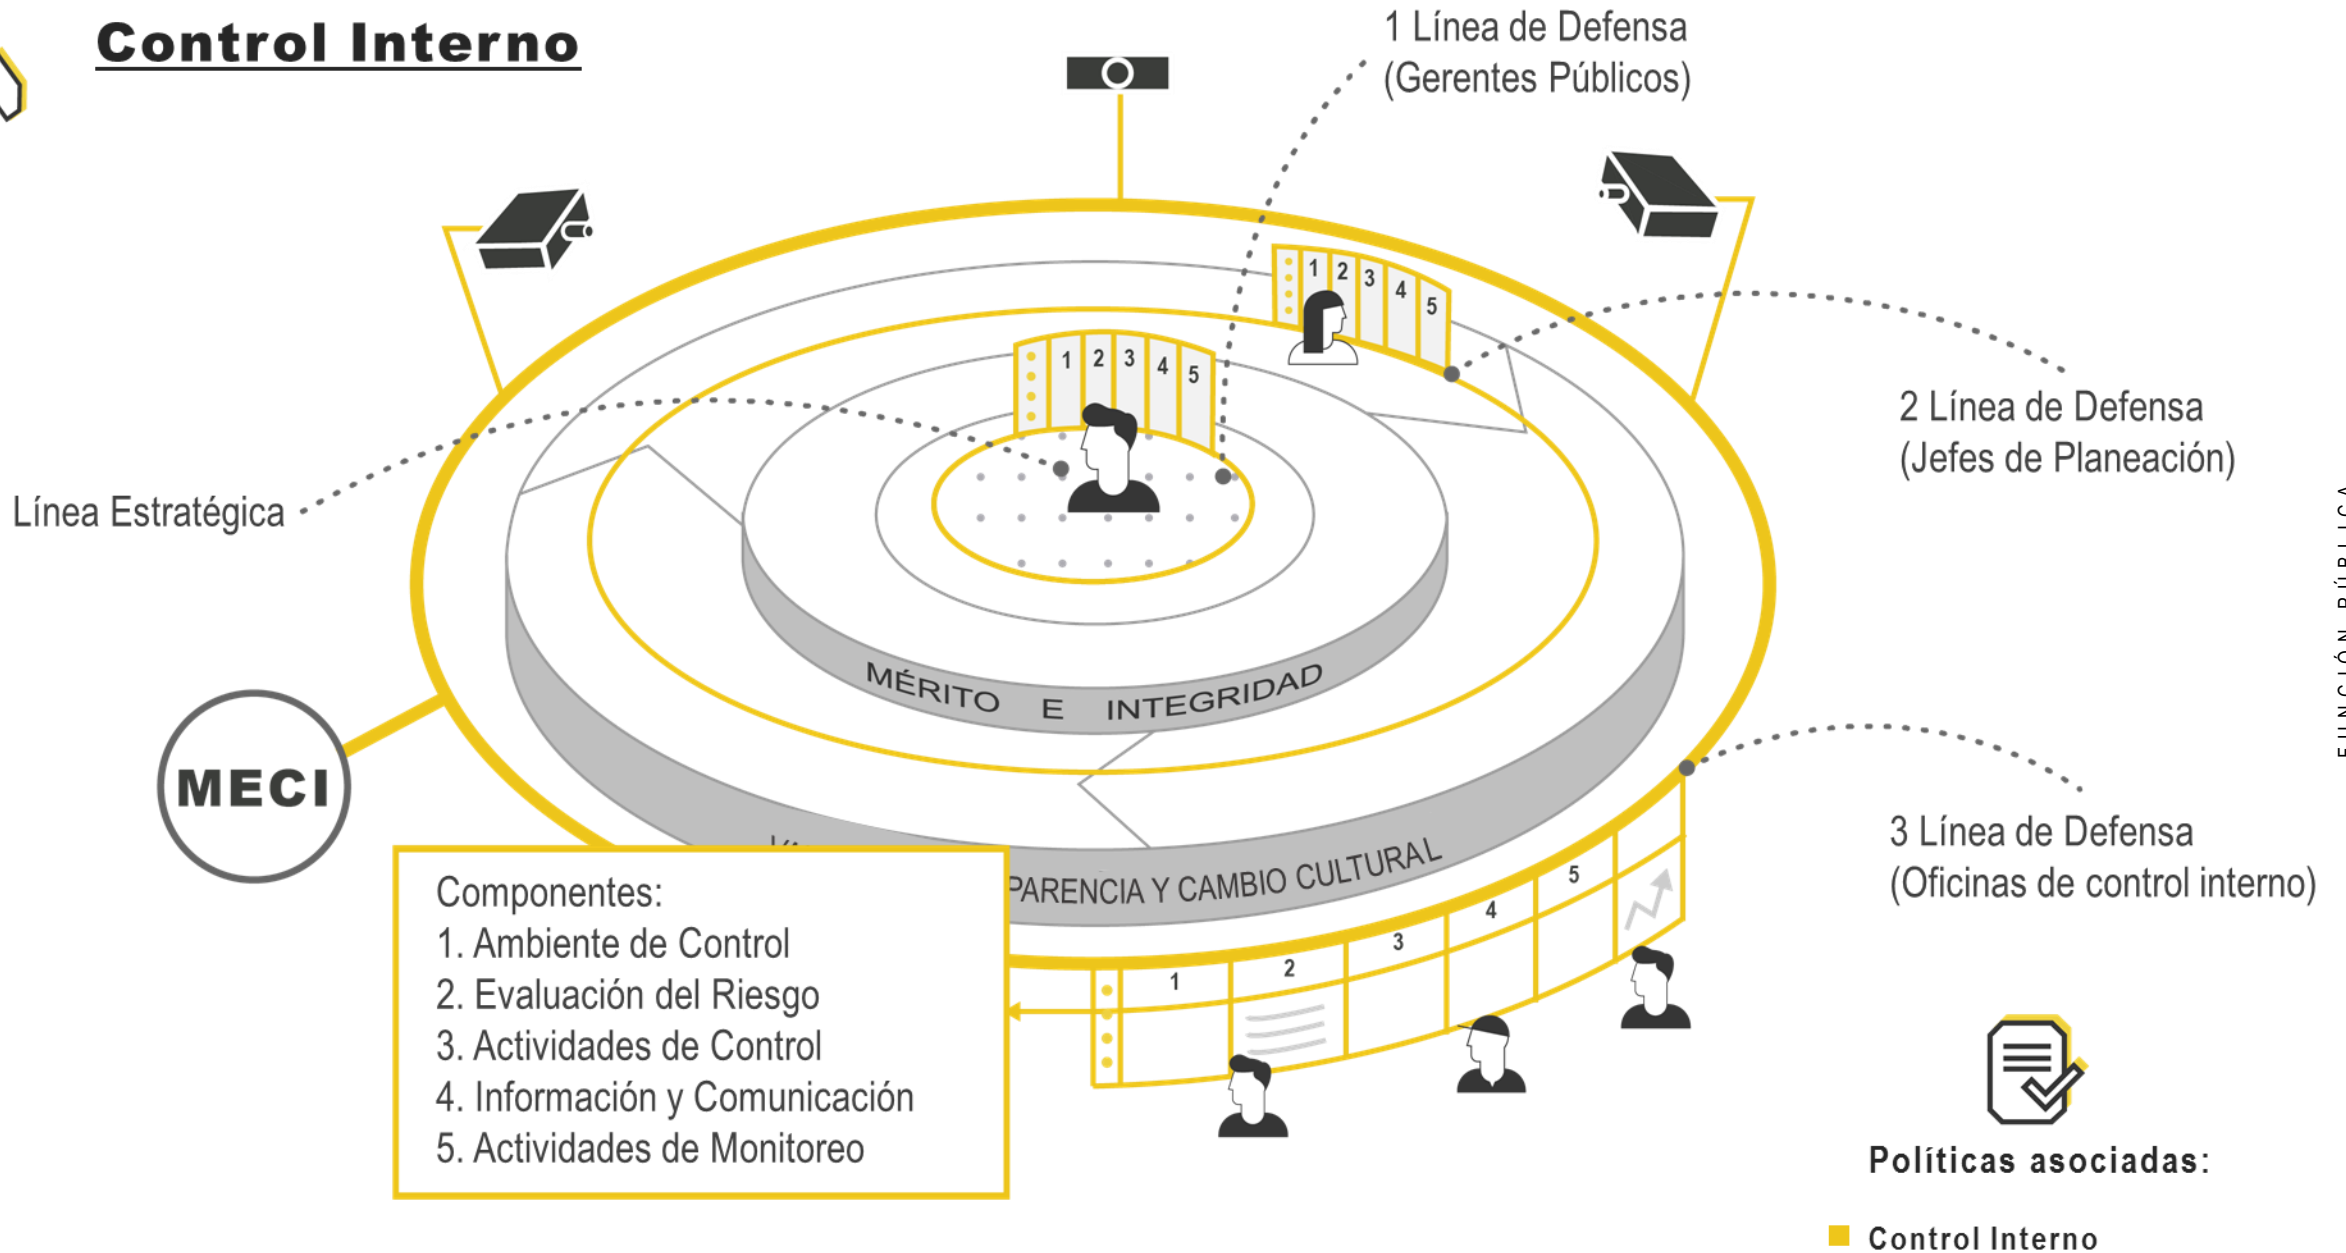 Control Interno
1 Línea de Defensa
(Gerentes Públicos)
1 2 3 4 5
1 2 3 4 5
2 Línea de Defensa
(Jefes de Planeación)
Línea Estratégica
FUNCIÓN PÚBLICA
MÉRITO E INTEGRIDAD
MECI
3 Línea de Defensa
(Oficinas de control interno)
PARENCIA Y CAMBIO CULTURAL
1 2 3 4 5
Componentes:
1. Ambiente de Control
2. Evaluación del Riesgo
3. Actividades de Control
4. Información y Comunicación
5. Actividades de Monitoreo
Políticas asociadas:
Control Interno